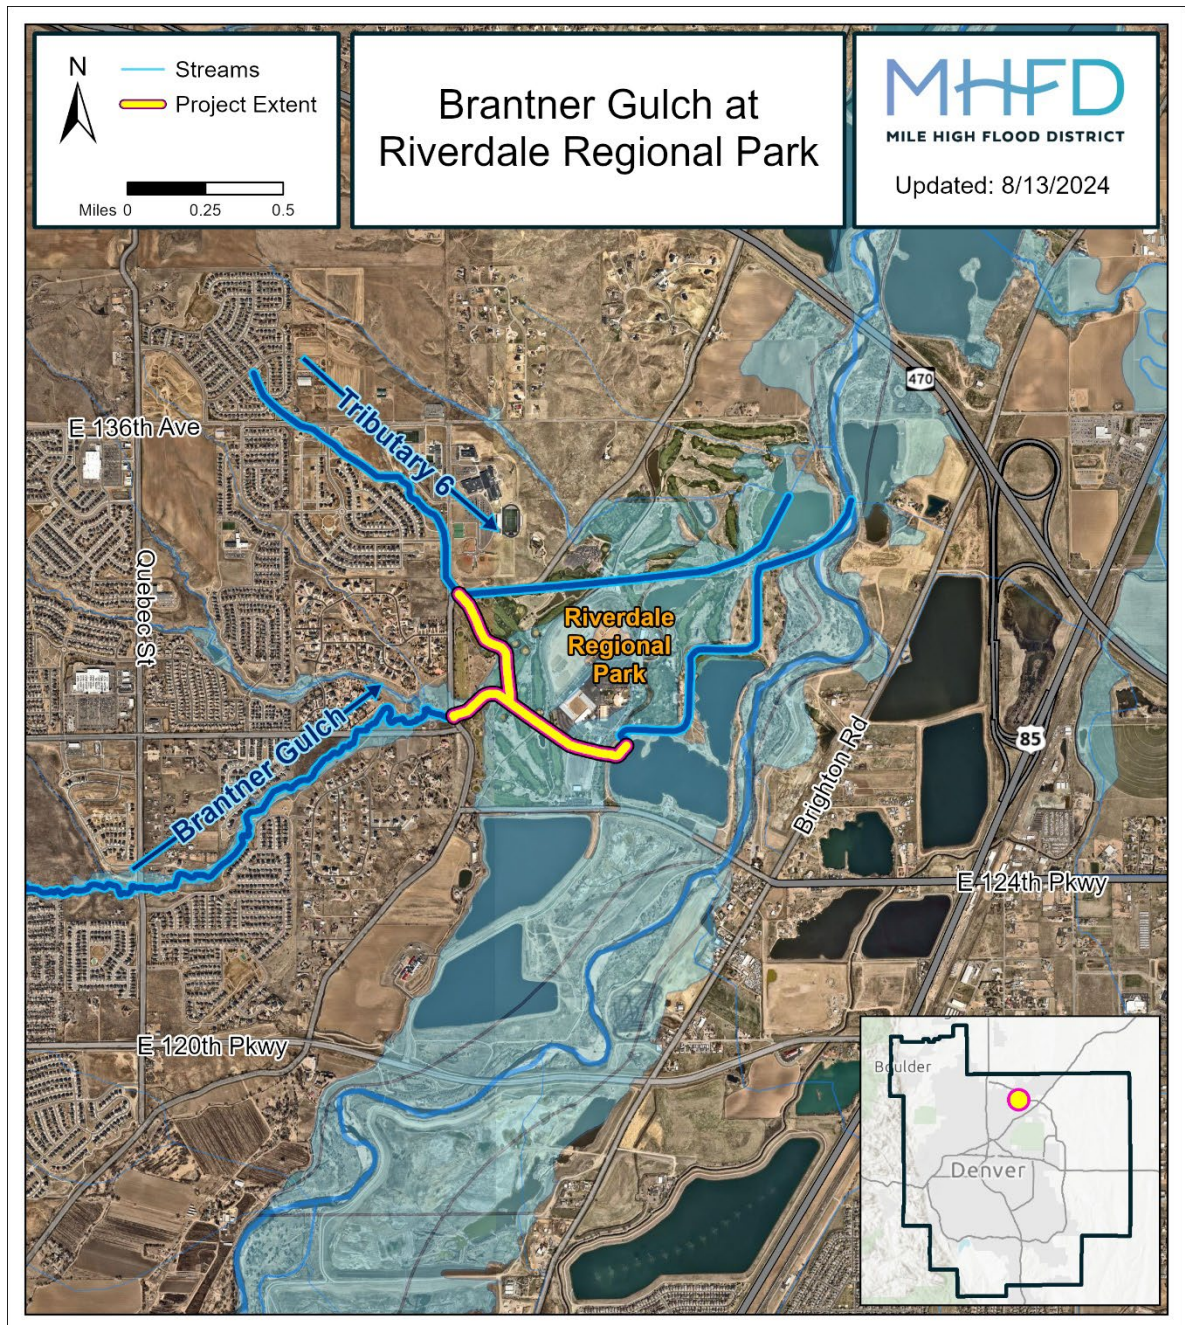 N
Streams
Project Extent
Miles 0 0.25 0.5
Brantner Gulch at
Riverdale Regional Park
MHFD
MILE HIGH FLOOD DISTRICT
Updated: 8/13/2024
470
Tributary 6
E 136th Ave
Quebec St
Riverdale
Regional
Park
Brantner Gulch
85
Brighton Rd
E 124th Pkwy
E 120th Pkwy
Boulder
Denver